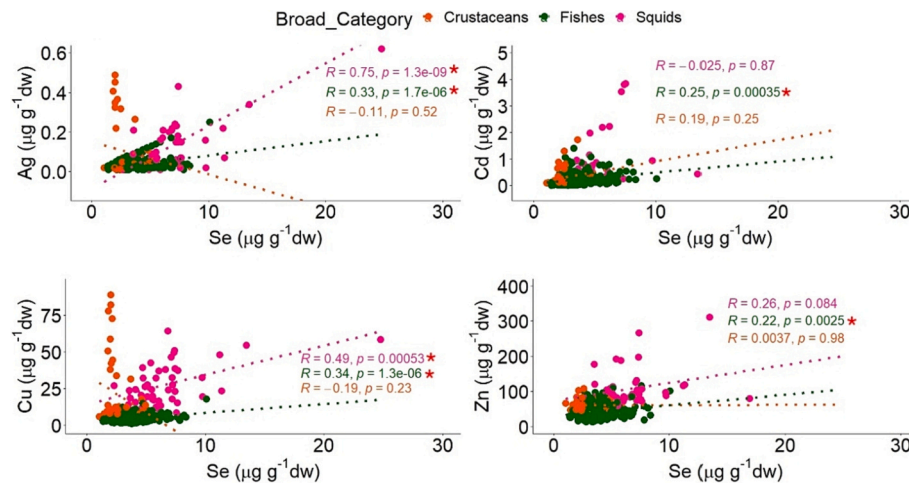 Broad_Category Crustaceans Fishes Squids
Ag (μg g⁻¹dw)
0.6
0.4
0.2
0.0
R = 0.75, p = 1.3e-09 *
R = 0.33, p = 1.7e-06 *
R = −0.11, p = 0.52
0 10 20 30
Se (μg g⁻¹dw)
Cd (μg g⁻¹dw)
5
4
3
2
1
0
R = −0.025, p = 0.87
R = 0.25, p = 0.00035 *
R = 0.19, p = 0.25
0 10 20 30
Se (μg g⁻¹dw)
Cu (μg g⁻¹dw)
75
50
25
0
R = 0.49, p = 0.00053 *
R = 0.34, p = 1.3e-06 *
R = −0.19, p = 0.23
0 10 20 30
Se (μg g⁻¹dw)
Zn (μg g⁻¹dw)
400
300
200
100
0
R = 0.26, p = 0.084
R = 0.22, p = 0.0025 *
R = 0.0037, p = 0.98
0 10 20 30
Se (μg g⁻¹dw)